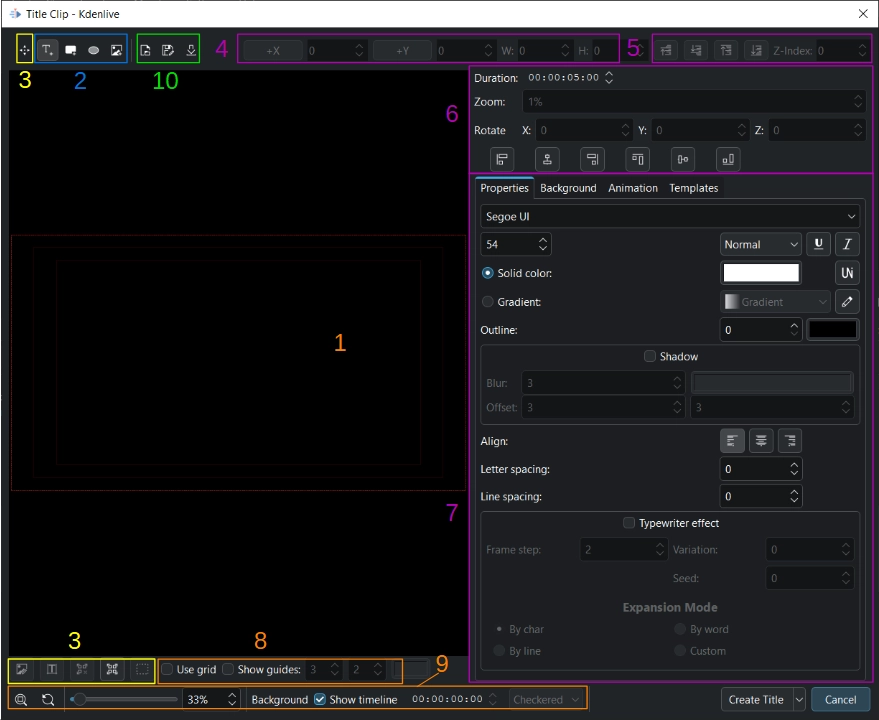 Title Clip - Kdenlive
3 2 10 4 +X 0 +Y 0 W: 0 H: 0 5 Z-Index: 0
Duration: 00:00:05:00
6 Zoom: 1%
Rotate X: 0 Y: 0 Z: 0
Properties Background Animation Templates
Segoe UI
54 Normal U I
Solid color:
Gradient: Gradient
Outline: 0
1
Shadow
Blur: 3
Offset: 3 3
Align:
Letter spacing: 0
Line spacing: 0
7
Typewriter effect
Frame step: 2 Variation: 0
Seed: 0
Expansion Mode
By char By word
By line Custom
3 8 9
Use grid Show guides: 3 2
33% Background Show timeline 00:00:00:00 Checkered Create Title Cancel